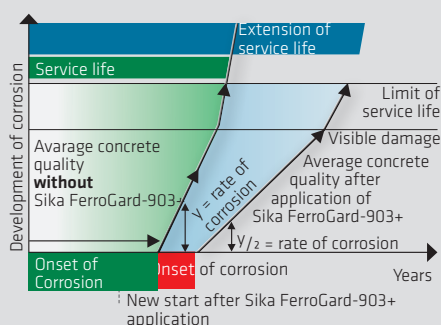 Extension of
service life
Service life
Development of corrosion
Limit of
service life
Visible damage
Avarage concrete
quality
without
Sika FerroGard-903+
y = rate of
corrosion
Average concrete
quality after
application of
Sika FerroGard-903+
y/2 = rate of corrosion
Onset of
Corrosion
Onset of corrosion
Years
New start after Sika FerroGard-903+
application